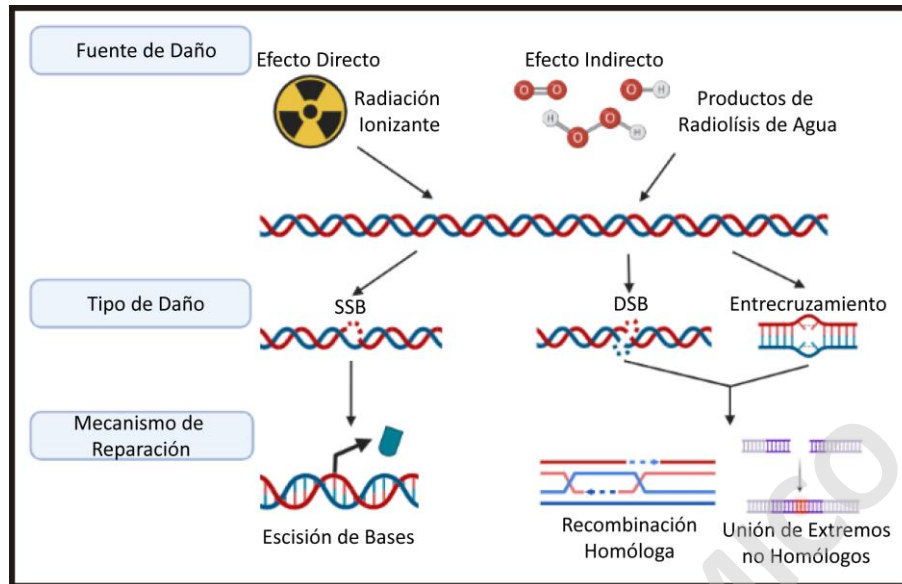 Fuente de Daño
Efecto Directo
Radiación
Ionizante
Efecto Indirecto
O O
O H
H O O H
Productos de
Radiolísis de Agua
Tipo de Daño
SSB
DSB
Entrecruzamiento
Mecanismo de
Reparación
Escisión de Bases
Recombinación
Homóloga
Unión de Extremos
no Homólogos